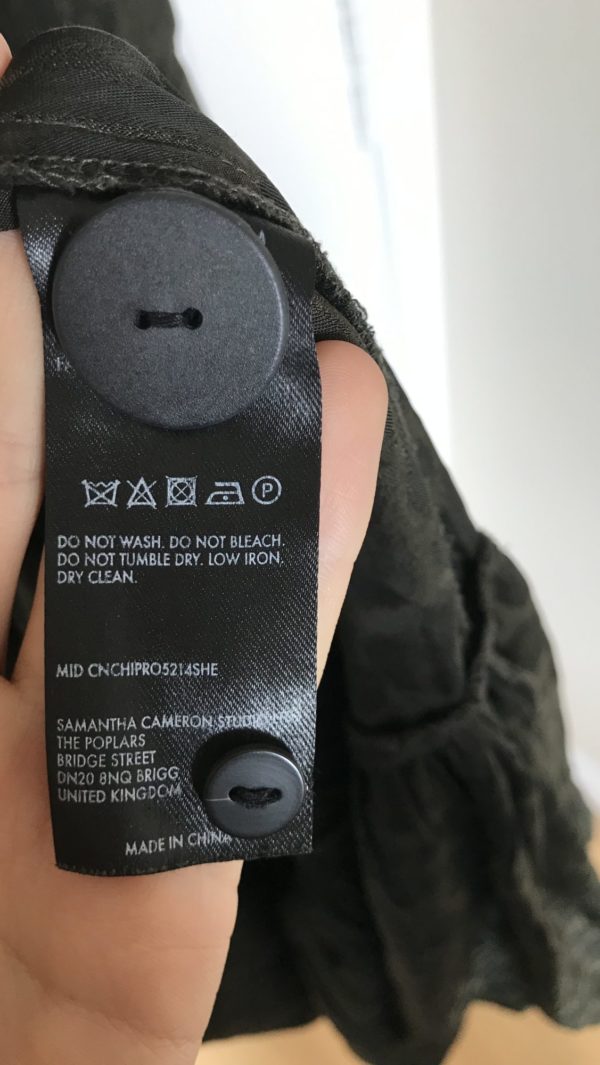 P
DO NOT WASH. DO NOT BLEACH.
DO NOT TUMBLE DRY. LOW IRON.
DRY CLEAN.
MID CNCHIPRO5214SHE
SAMANTHA CAMERON
THE POPLARS
BRIDGE STREET
DN20 8NQ BRIGG
UNITED KINGDOM
MADE IN CHINA